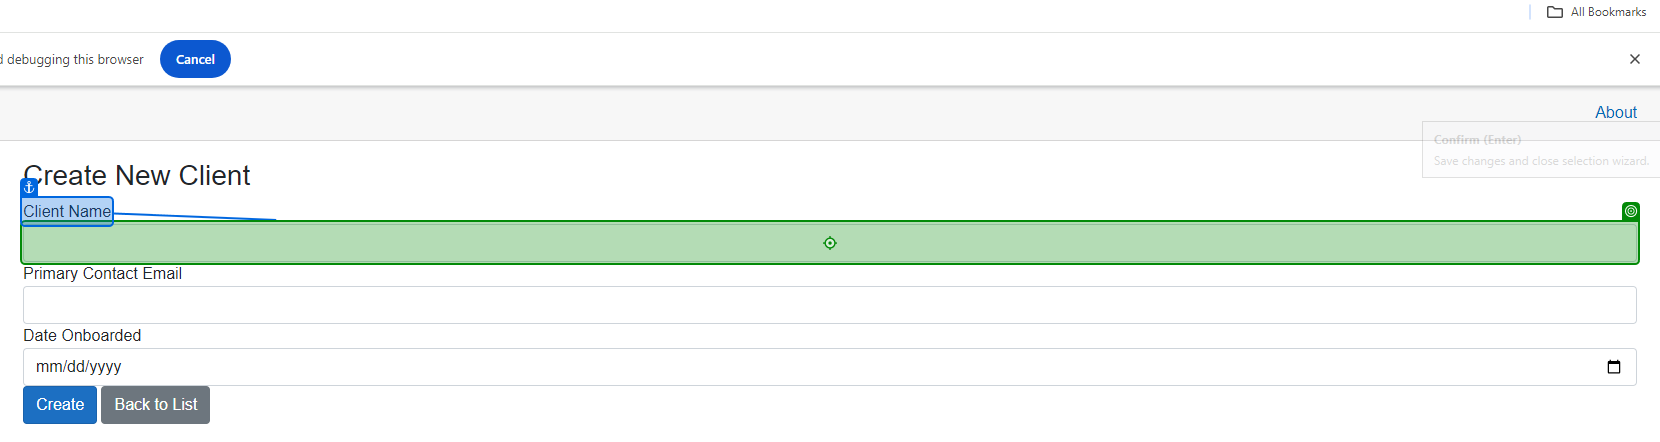 All Bookmarks
debugging this browser Cancel
About
Confirm (Enter)
Save changes and close selection wizard.
Create New Client
Client Name
Primary Contact Email
Date Onboarded
mm/dd/yyyy
Create Back to List